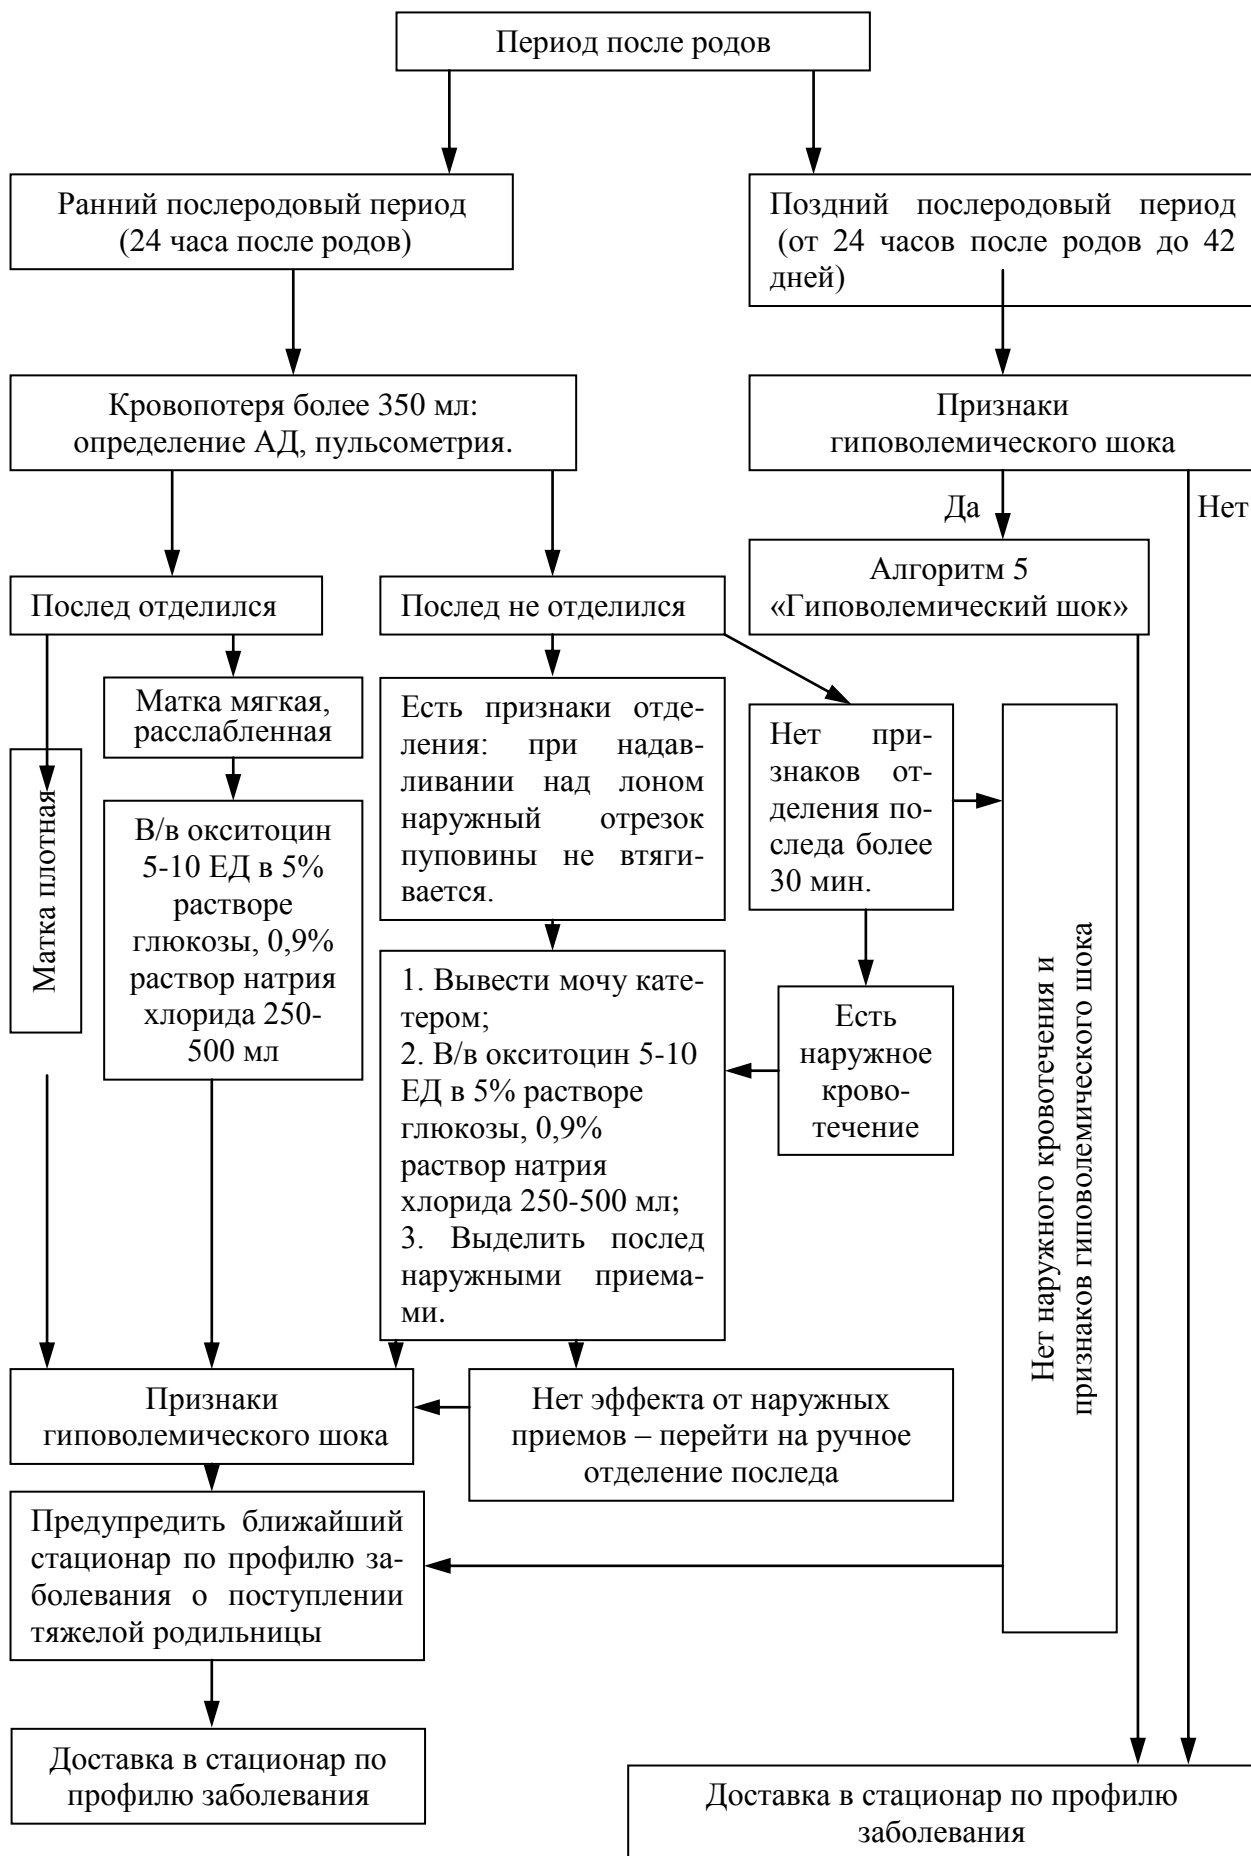 Период после родов
Ранний послеродовый период
(24 часа после родов)
Поздний послеродовый период
(от 24 часов после родов до 42
дней)
Кровопотеря более 350 мл:
определение АД, пульсометрия.
Признаки
гиповолемического шока
Да
Нет
Алгоритм 5
«Гиповолемический шок»
Послед отделился
Послед не отделился
Матка плотная
Матка мягкая,
расслабленная
В/в окситоцин
5-10 ЕД в 5%
растворе
глюкозы, 0,9%
раствор натрия
хлорида 250-
500 мл
Есть признаки отде-
ления: при надав-
ливании над лоном
наружный отрезок
пуповины не втяги-
вается.
Нет при-
знаков от-
деления по-
следа более
30 мин.
1. Вывести мочу кате-
тером;
2. В/в окситоцин 5-10
ЕД в 5% растворе
глюкозы, 0,9%
раствор натрия
хлорида 250-500 мл;
3. Выделить послед
наружными приема-
ми.
Есть
наружное
крово-
течение
Нет наружного кровотечения и
признаков гиповолемического шока
Признаки
гиповолемического шока
Нет эффекта от наружных
приемов – перейти на ручное
отделение последа
Предупредить ближайший
стационар по профилю за-
болевания о поступлении
тяжелой родильницы
Доставка в стационар по
профилю заболевания
Доставка в стационар по профилю
заболевания